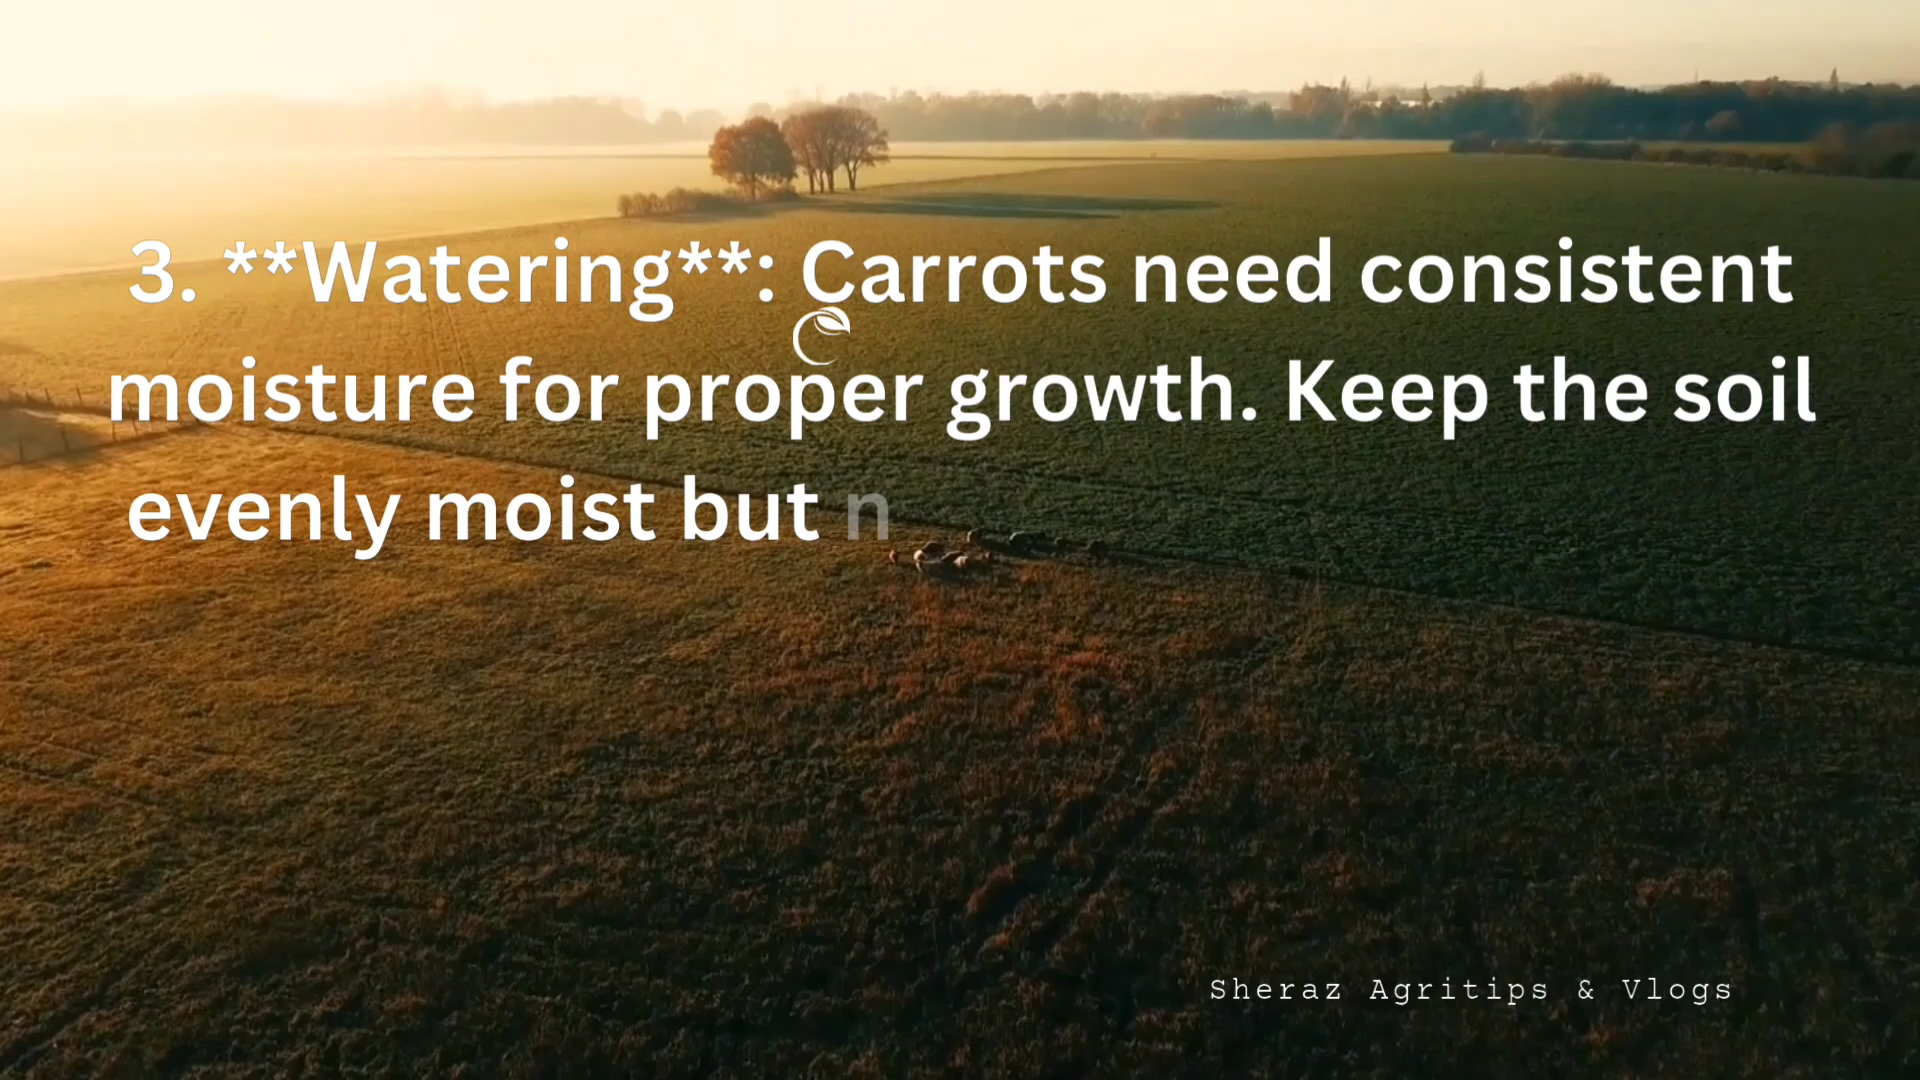 3. **Watering**: Carrots need consistent
moisture for proper growth. Keep the soil
evenly moist but n
Sheraz Agritips & Vlogs